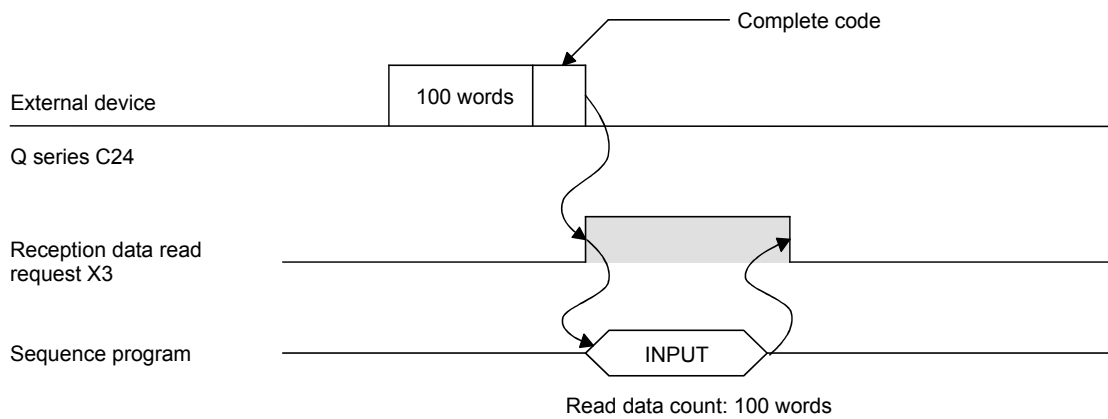 Complete code
100 words
External device
Q series C24
Reception data read
request X3
Sequence program
INPUT
Read data count: 100 words